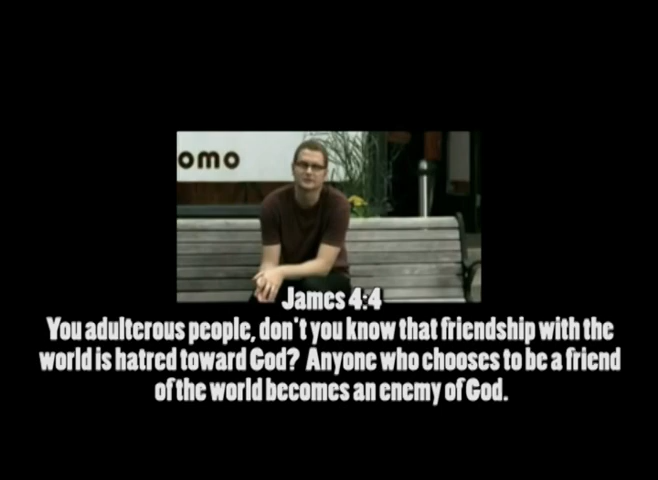 omo
James 4:4
You adulterous people, don't you know that friendship with the
world is hatred toward God? Anyone who chooses to be a friend
of the world becomes an enemy of God.